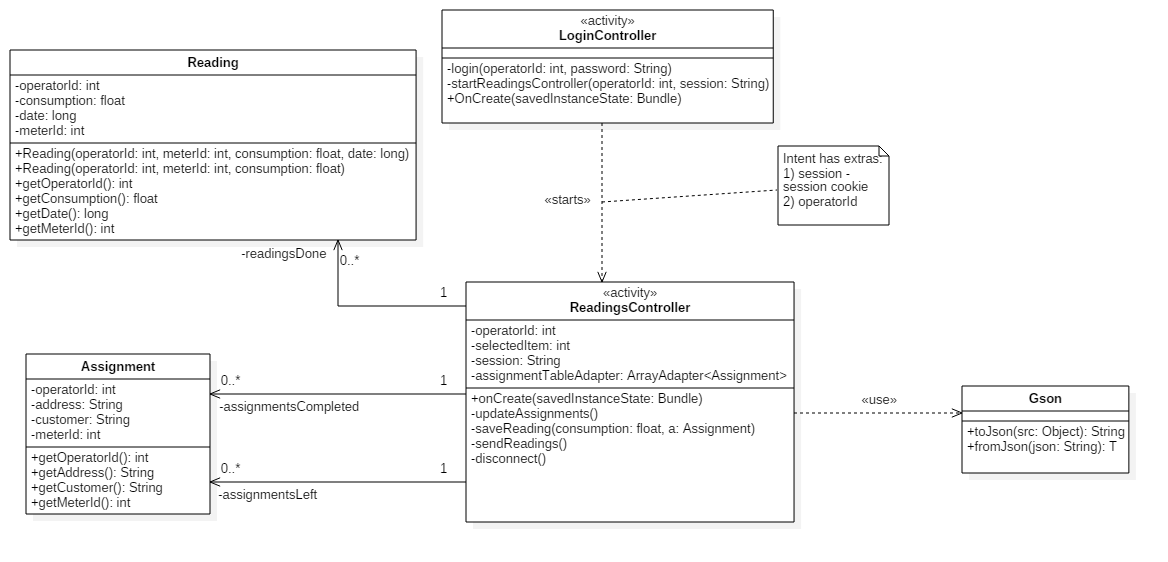 «activity»
LoginController
-login(operatorId: int, password: String)
-startReadingsController(operatorId: int, session: String)
+OnCreate(savedInstanceState: Bundle)
Reading
-operatorId: int
-consumption: float
-date: long
-meterId: int
+Reading(operatorId: int, meterId: int, consumption: float, date: long)
+Reading(operatorId: int, meterId: int, consumption: float)
+getOperatorId(): int
+getConsumption(): float
+getDate(): long
+getMeterId(): int
Intent has extras:
1) session -
session cookie
2) operatorId
«starts»
-readingsDone
0..*
1
«activity»
ReadingsController
-operatorId: int
-selectedItem: int
-session: String
-assignmentTableAdapter: ArrayAdapter<Assignment>
+onCreate(savedInstanceState: Bundle)
-updateAssignments()
-saveReading(consumption: float, a: Assignment)
-sendReadings()
-disconnect()
Assignment
-operatorId: int
-address: String
-customer: String
-meterId: int
+getOperatorId(): int
+getAddress(): String
+getCustomer(): String
+getMeterId(): int
0..*
1
-assignmentsCompleted
0..*
1
-assignmentsLeft
«use»
Gson
+toJson(src: Object): String
+fromJson(json: String): T